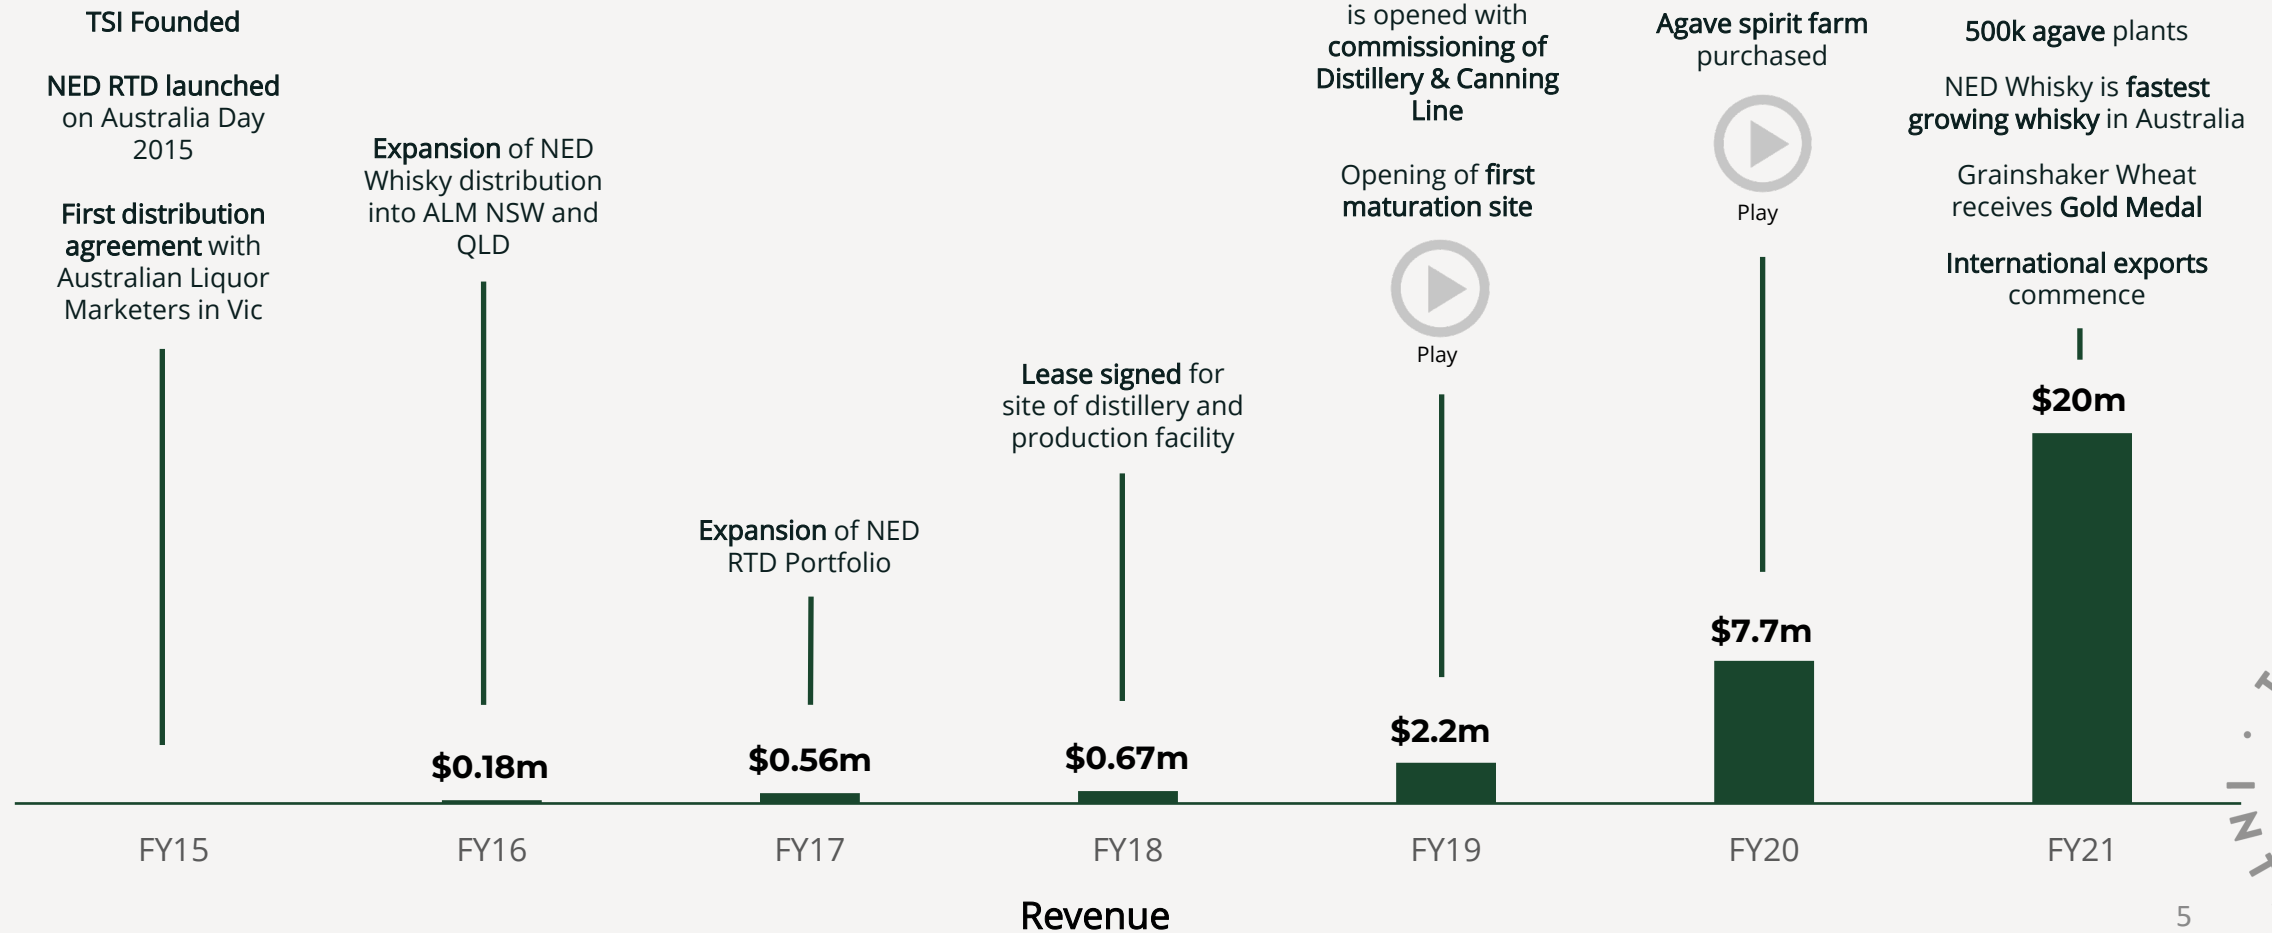 TSI Founded
NED RTD launched
on Australia Day
2015
First distribution
agreement with
Australian Liquor
Marketers in Vic
Expansion of NED
Whisky distribution
into ALM NSW and
QLD
Expansion of NED
RTD Portfolio
Lease signed for
site of distillery and
production facility
is opened with
commissioning of
Distillery & Canning
Line
Opening of first
maturation site
Play
Agave spirit farm
purchased
Play
500k agave plants
NED Whisky is fastest
growing whisky in Australia
Grainshaker Wheat
receives Gold Medal
International exports
commence
$0.18m
$0.56m
$0.67m
$2.2m
$7.7m
$20m
FY15
FY16
FY17
FY18
FY19
FY20
FY21
Revenue
5